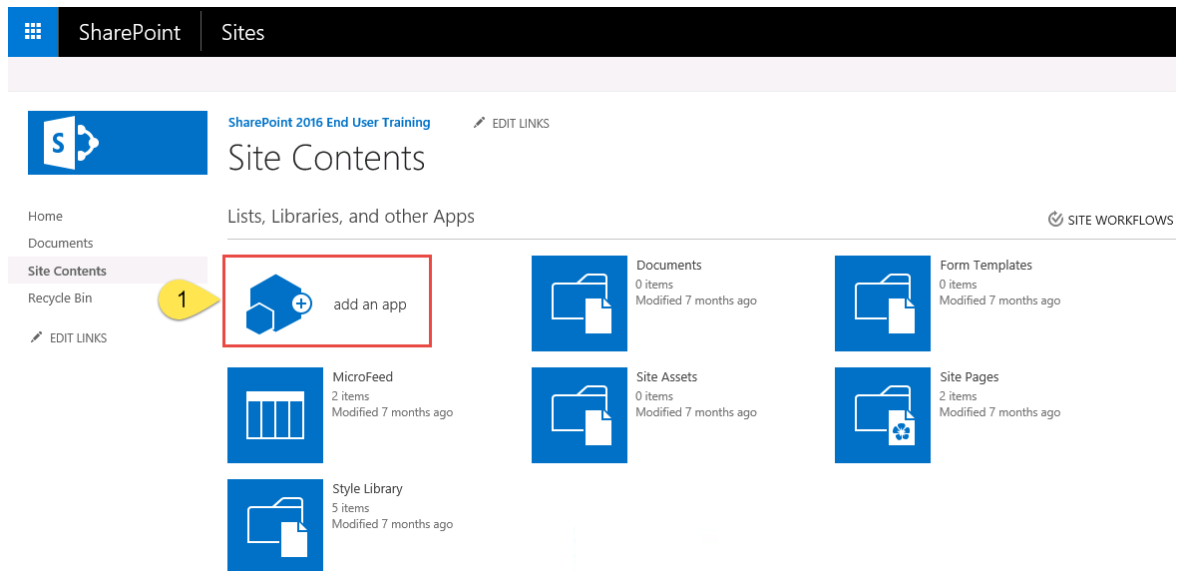 SharePoint Sites
S
SharePoint 2016 End User Training EDIT LINKS
Site Contents
Home
Documents
Site Contents
Recycle Bin
EDIT LINKS
Lists, Libraries, and other Apps
SITE WORKFLOWS
1
add an app
Documents
0 items
Modified 7 months ago
Form Templates
0 items
Modified 7 months ago
MicroFeed
2 items
Modified 7 months ago
Site Assets
0 items
Modified 7 months ago
Site Pages
2 items
Modified 7 months ago
Style Library
5 items
Modified 7 months ago